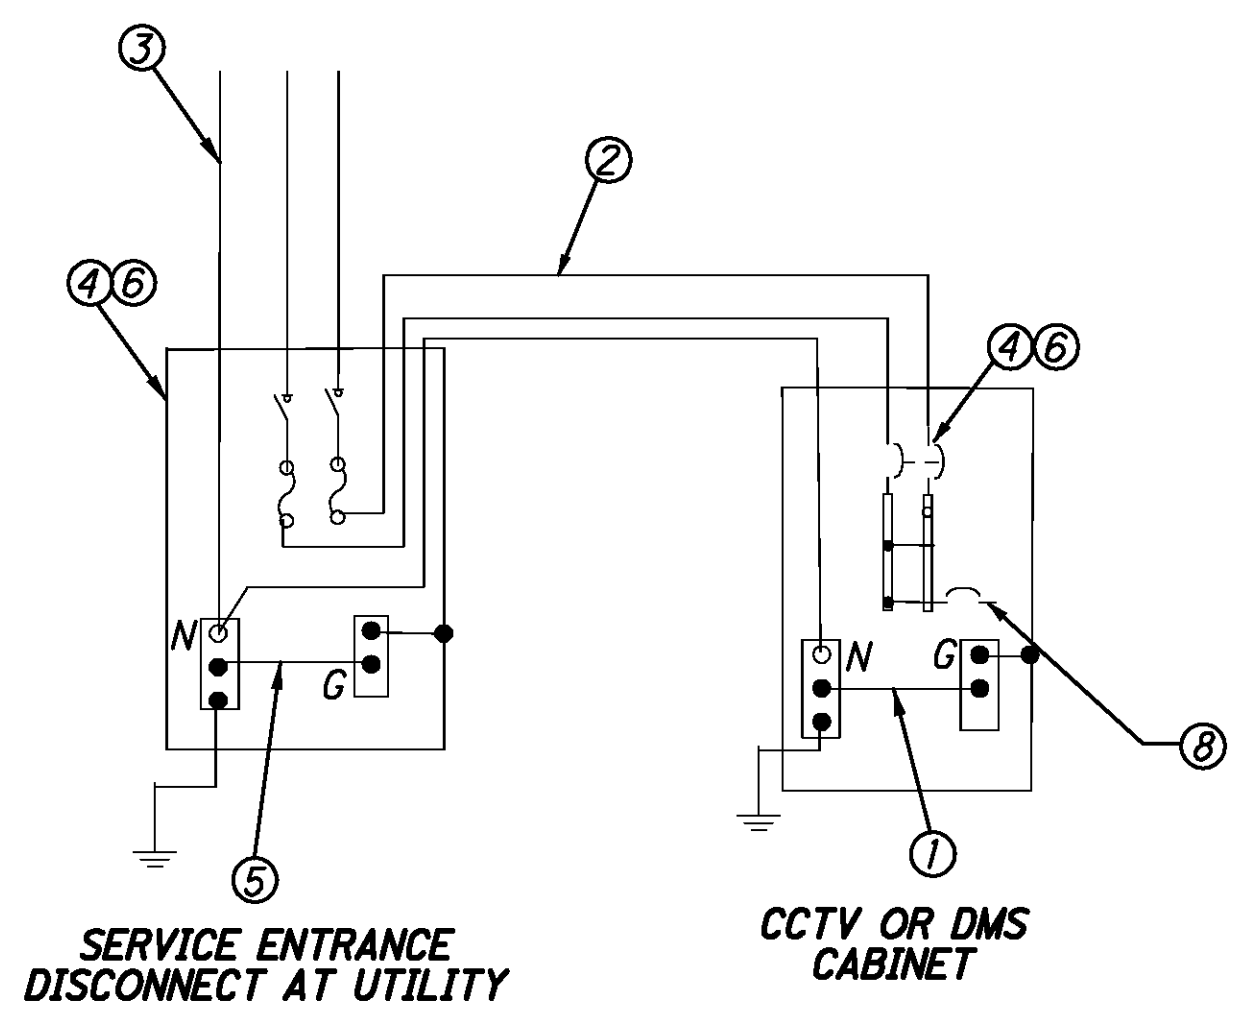 3
2
4 6
4 6
N
G
N
G
8
5
1
SERVICE ENTRANCE
DISCONNECT AT UTILITY
CCTV OR DMS
CABINET